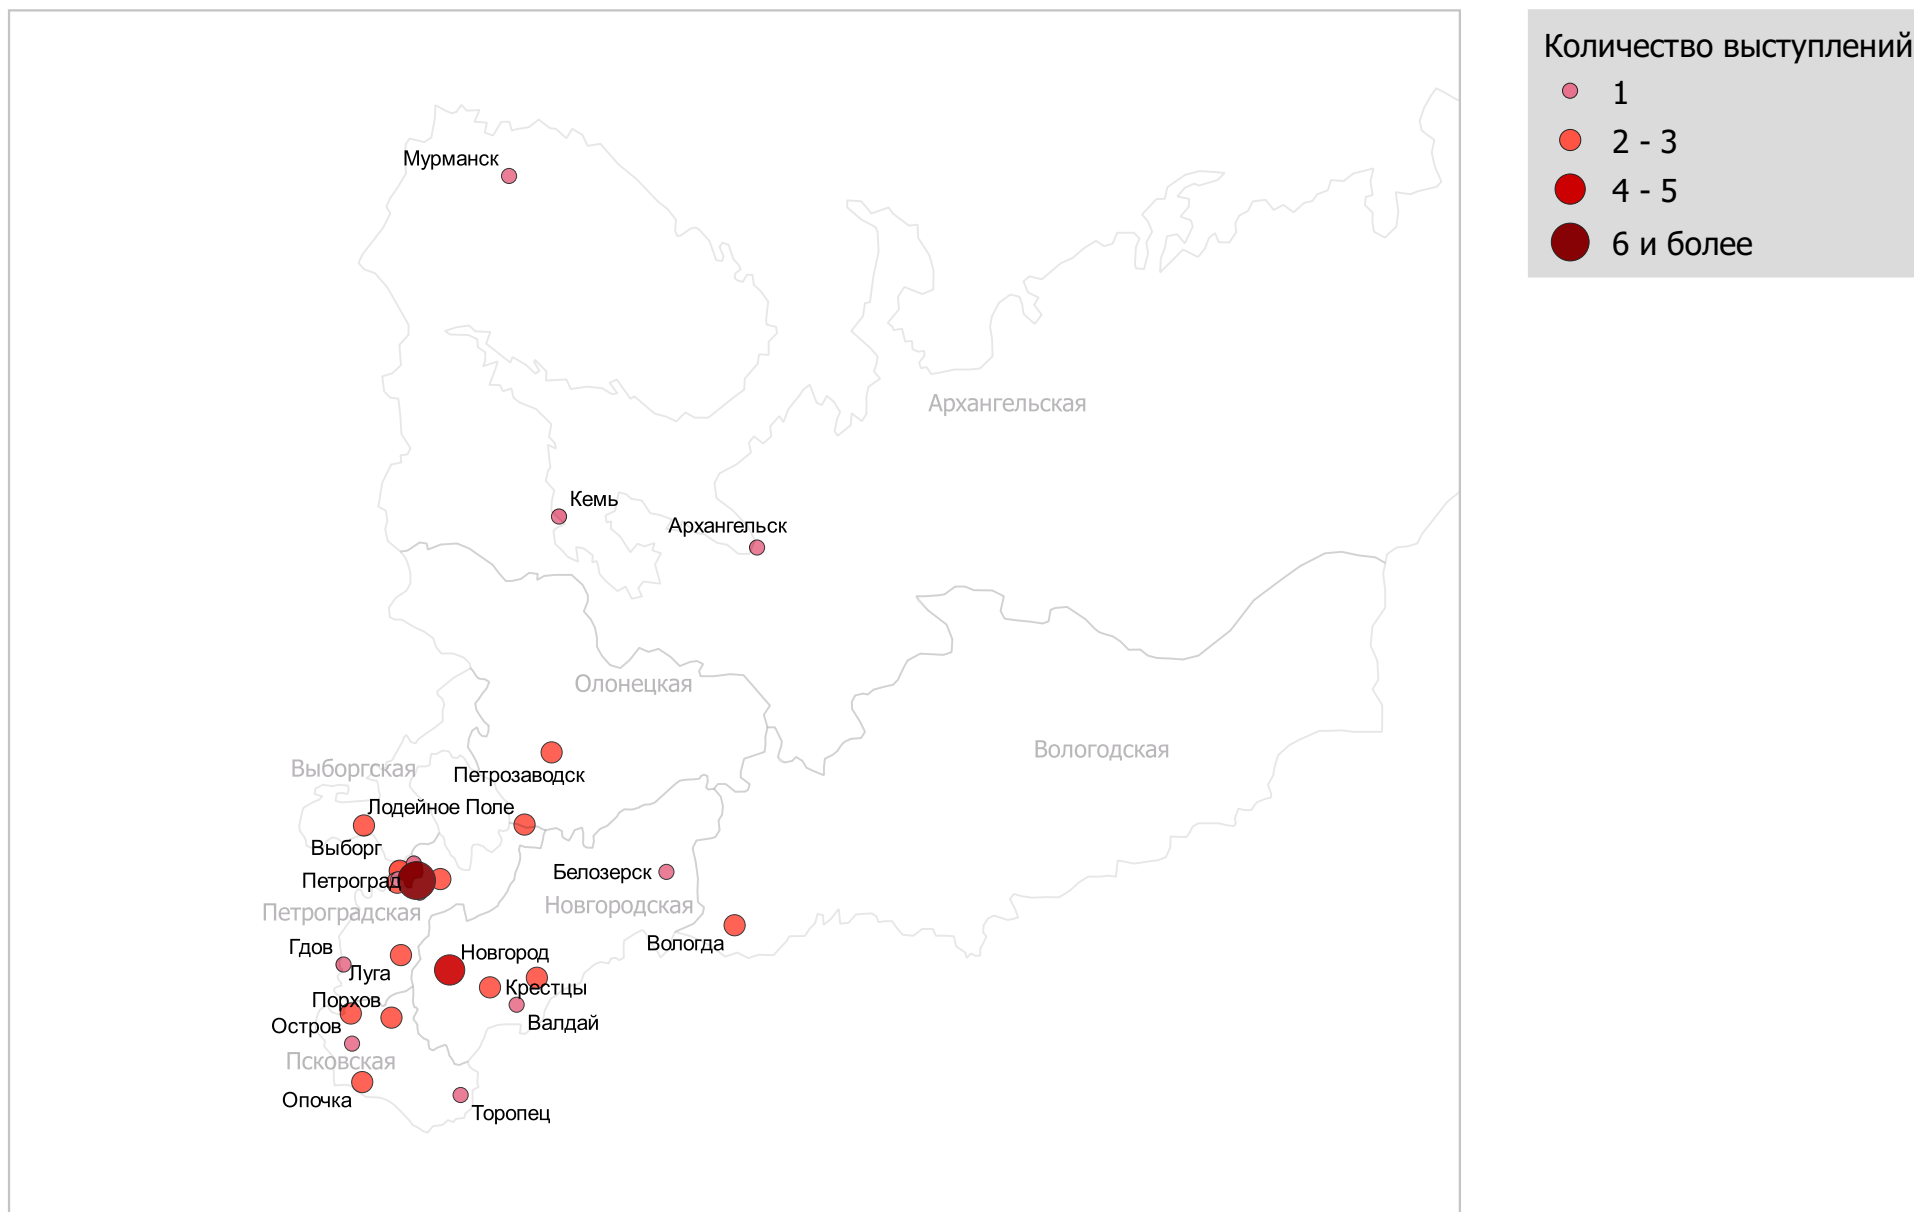 Количество выступлений
1
2 - 3
4 - 5
6 и более
Мурманск
Архангельская
Кемь
Архангельск
Олонецкая
Вологодская
Выборгская
Петрозаводск
Лодейное Поле
Выборг
Белозерск
Петроград
Новгородская
Петроградская
Вологда
Гдов
Новгород
Луга
Крестцы
Порхов
Валдай
Остров
Псковская
Опочка
Торопец